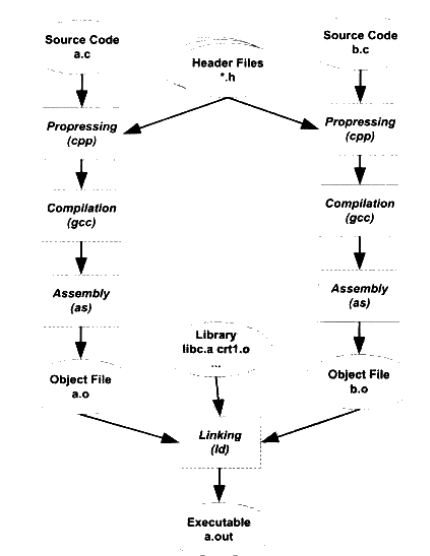 Source Code
a.c
Header Files
*.h
Source Code
b.c
Propressing
(cpp)
Propressing
(cpp)
Compilation
(gcc)
Compilation
(gcc)
Assembly
(as)
Assembly
(as)
Library
libc.a crt1.o
...
Object File
a.o
Object File
b.o
Linking
(ld)
Executable
a.out